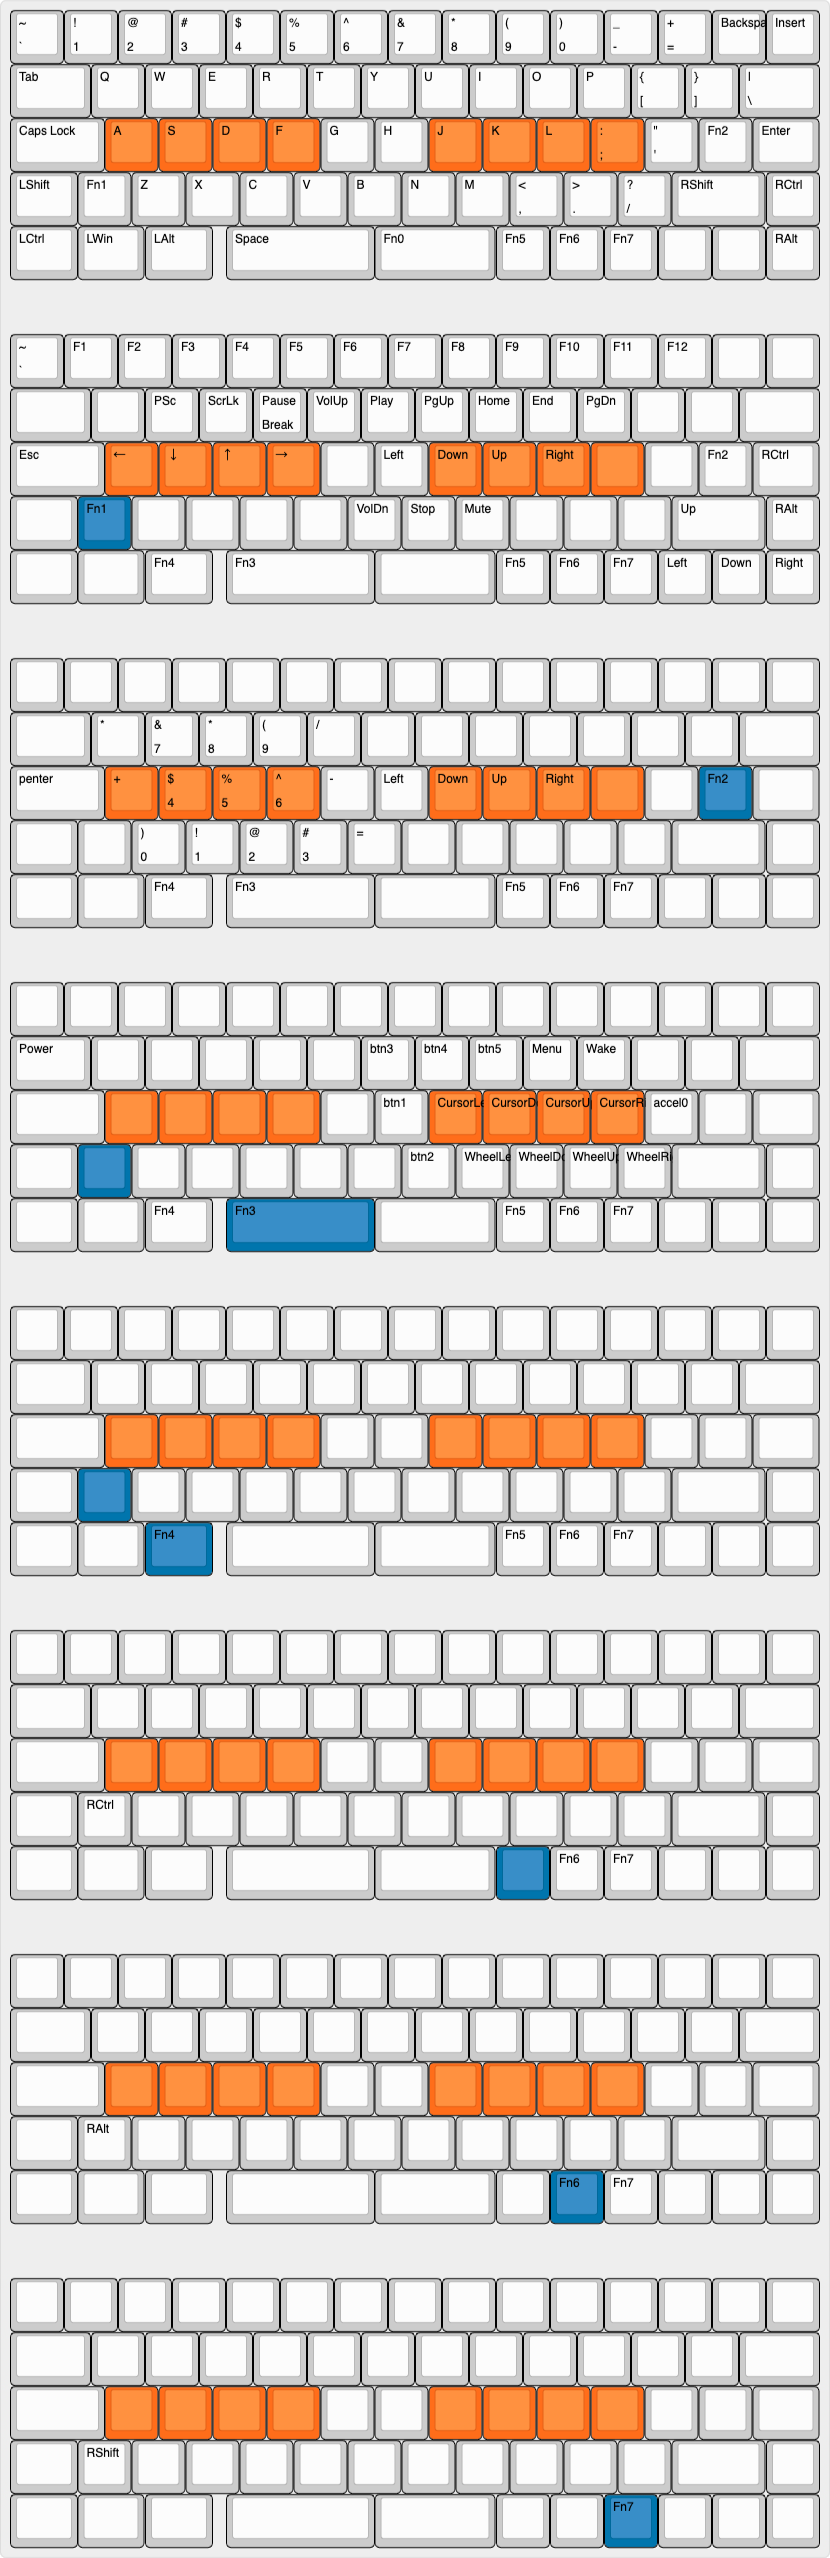 ~ ! @ # $ % ^ & * ( ) _ + Backspa Insert
` 1 2 3 4 5 6 7 8 9 0 - =
Tab Q W E R T Y U I O P { } |
[ ] \
Caps Lock A S D F G H J K L : " Fn2 Enter
; '
LShift Fn1 Z X C V B N M < > ? RShift RCtrl
, . /
LCtrl LWin LAlt Space Fn0 Fn5 Fn6 Fn7 RAlt
~ F1 F2 F3 F4 F5 F6 F7 F8 F9 F10 F11 F12
`
PSc ScrLk Pause VolUp Play PgUp Home End PgDn
Break
Esc ← ↓ ↑ → Left Down Up Right Fn2 RCtrl
Fn1 VolDn Stop Mute Up RAlt
Fn4 Fn3 Fn5 Fn6 Fn7 Left Down Right
* & * ( /
7 8 9
penter + $ % ^ - Left Down Up Right Fn2
4 5 6
) ! @ # =
0 1 2 3
Fn4 Fn3 Fn5 Fn6 Fn7
Power btn3 btn4 btn5 Menu Wake
btn1 CursorLe CursorD CursorU CursorRi accel0
btn2 WheelLe WheelDo WheelUp WheelRi
Fn4 Fn3 Fn5 Fn6 Fn7
Fn4 Fn5 Fn6 Fn7
RCtrl
Fn6 Fn7
RAlt
Fn6 Fn7
RShift
Fn7